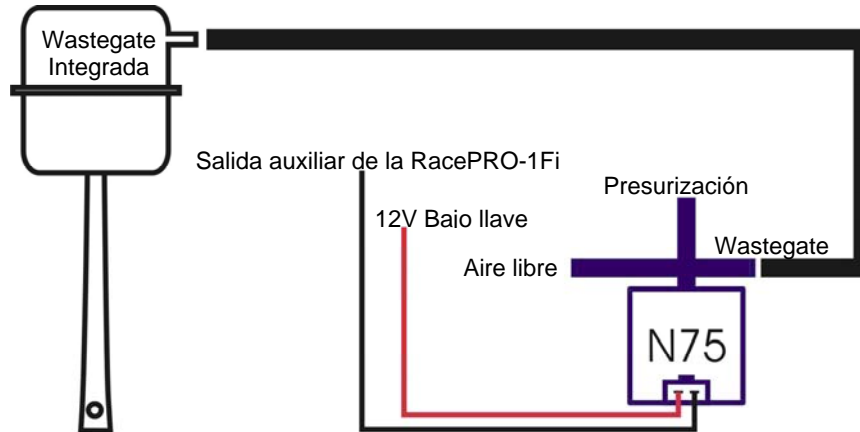 Wastegate
Integrada
Salida auxiliar de la RacePRO-1Fi
Presurización
12V Bajo llave
Wastegate
Aire libre
N75